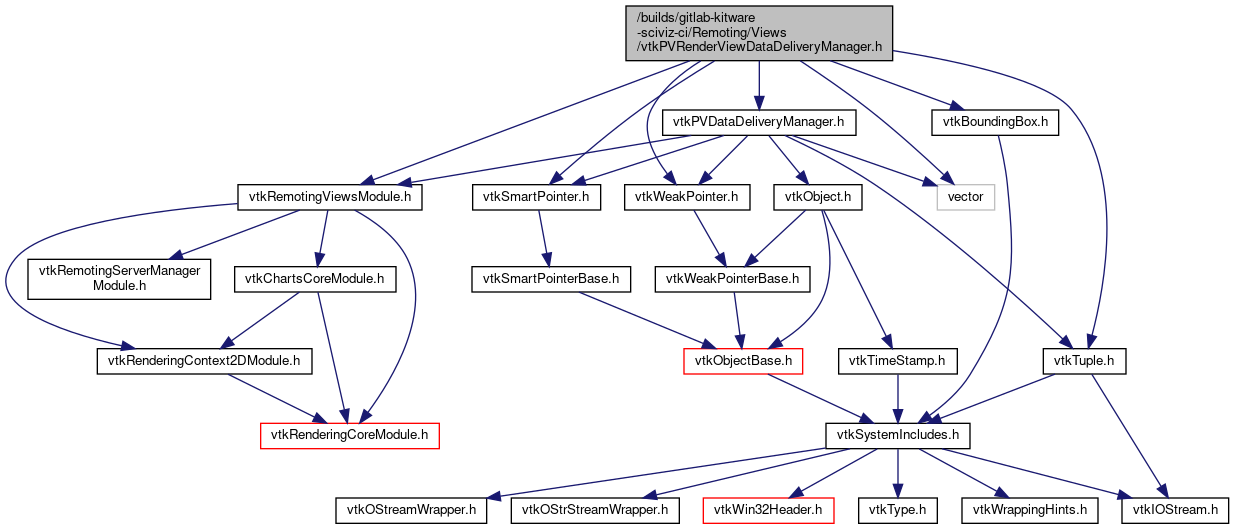 /builds/gitlab-kitware
-sciviz-ci/Remoting/Views
/vtkPVRenderViewDataDeliveryManager.h
vtkPVDataDeliveryManager.h
vtkBoundingBox.h
vtkRemotingViewsModule.h
vtkSmartPointer.h
vtkWeakPointer.h
vtkObject.h
vector
vtkRemotingServerManager
Module.h
vtkChartsCoreModule.h
vtkSmartPointerBase.h
vtkWeakPointerBase.h
vtkRenderingContext2DModule.h
vtkObjectBase.h
vtkTimeStamp.h
vtkTuple.h
vtkRenderingCoreModule.h
vtkSystemIncludes.h
vtkOStreamWrapper.h
vtkOStrStreamWrapper.h
vtkWin32Header.h
vtkType.h
vtkWrappingHints.h
vtkIOStream.h